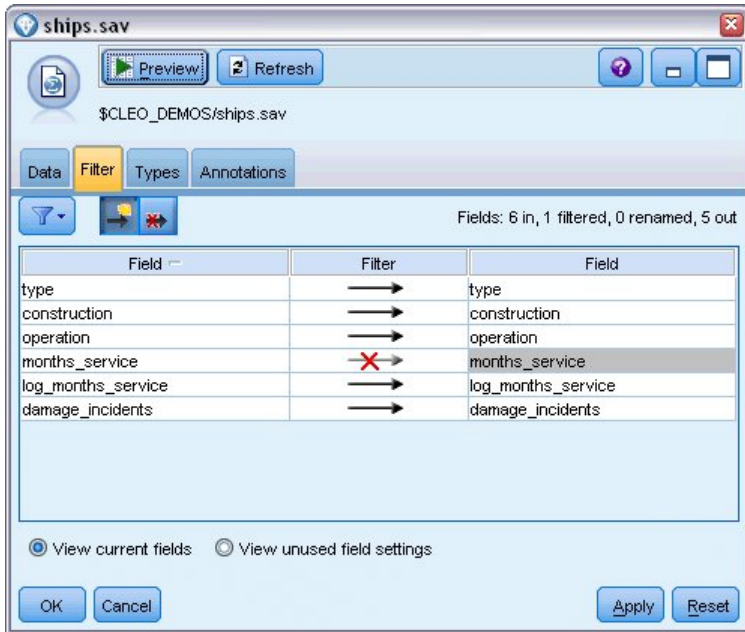 ships.sav
Preview Refresh
$CLEO_DEMOS/ships.sav
Data Filter Types Annotations
Fields: 6 in, 1 filtered, 0 renamed, 5 out
Field Filter Field
type type
construction construction
operation operation
months_service months_service
log_months_service log_months_service
damage_incidents damage_incidents
View current fields View unused field settings
OK Cancel Apply Reset